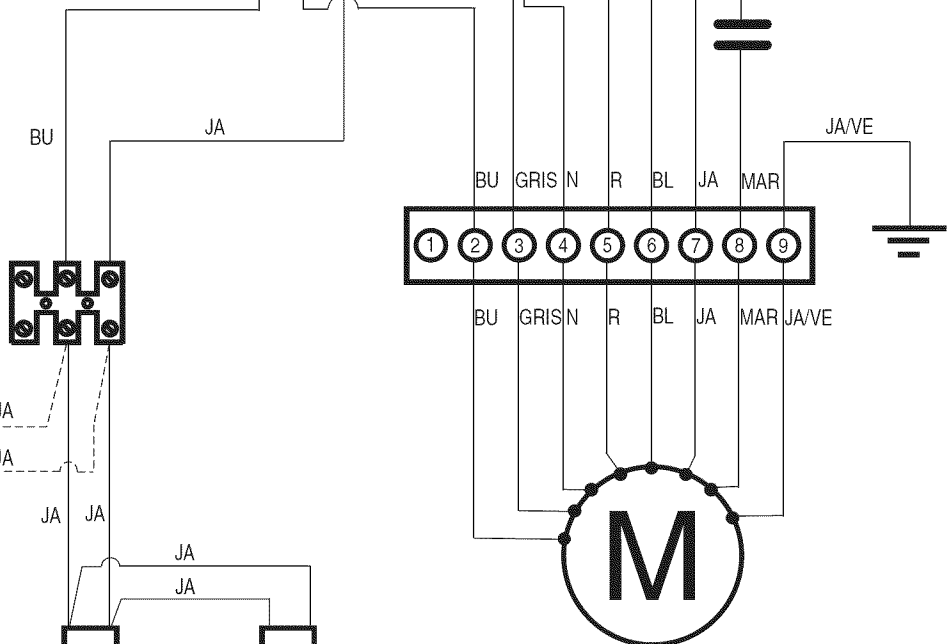 JA/VE
BU JA
BU GRIS N R BL JA MAR
1 2 3 4 5 6 7 8 9
BU GRIS N R BL JA MAR JA/VE
JA
JA
JA JA
JA
JA
M